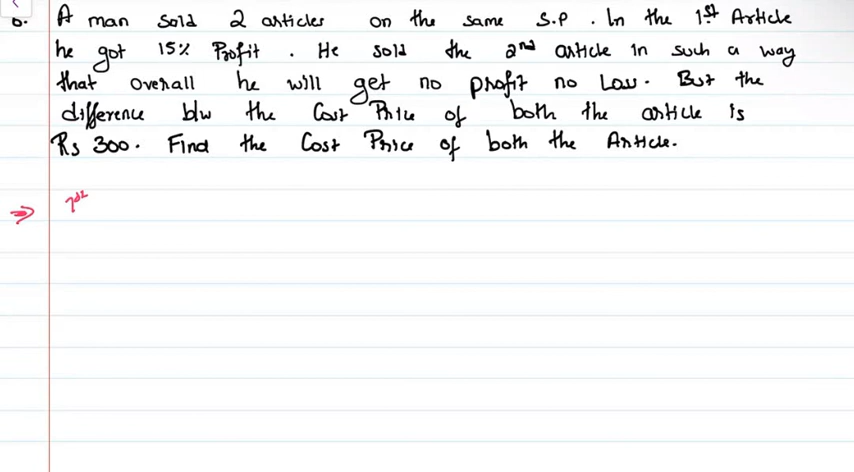 A man sold 2 articles on the same S.P. In the 1st Article
he got 15% Profit. He sold the 2nd article in such a way
that overall he will get no profit no Loss. But the
difference b/w the Cost Price of both the article is
Rs 300. Find the Cost Price of both the Article.
⇒